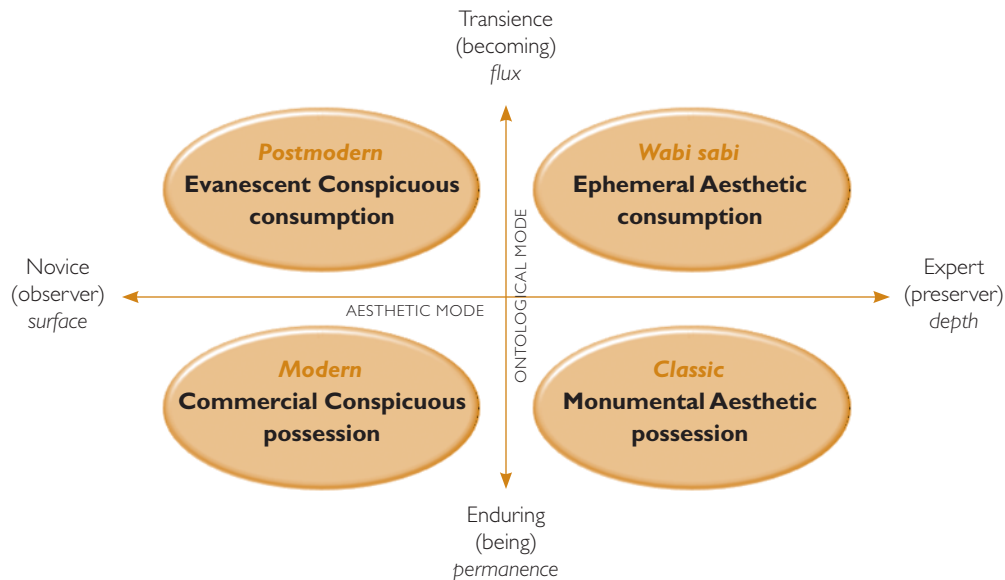 Transience
(becoming)
flux
Postmodern
Evanescent Conspicuous
consumption
Wabi sabi
Ephemeral Aesthetic
consumption
Novice
(observer)
surface
AESTHETIC MODE
ONTOLOGICAL MODE
Expert
(preserver)
depth
Modern
Commercial Conspicuous
possession
Classic
Monumental Aesthetic
possession
Enduring
(being)
permanence